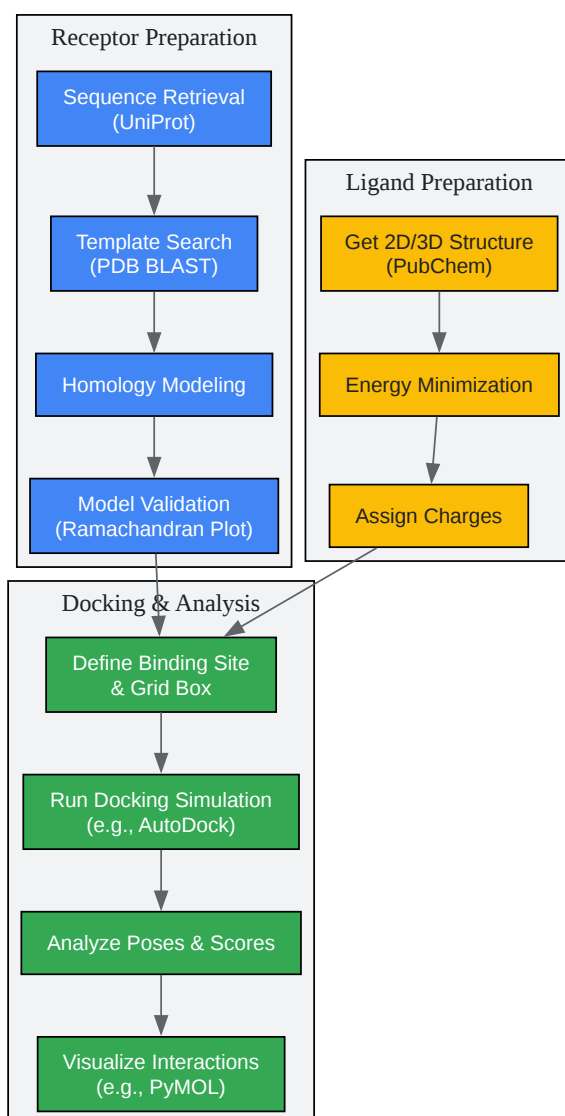 Receptor Preparation
Sequence Retrieval
(UniProt)
Template Search
(PDB BLAST)
Homology Modeling
Model Validation
(Ramachandran Plot)
Ligand Preparation
Get 2D/3D Structure
(PubChem)
Energy Minimization
Assign Charges
Docking & Analysis
Define Binding Site
& Grid Box
Run Docking Simulation
(e.g., AutoDock)
Analyze Poses & Scores
Visualize Interactions
(e.g., PyMOL)